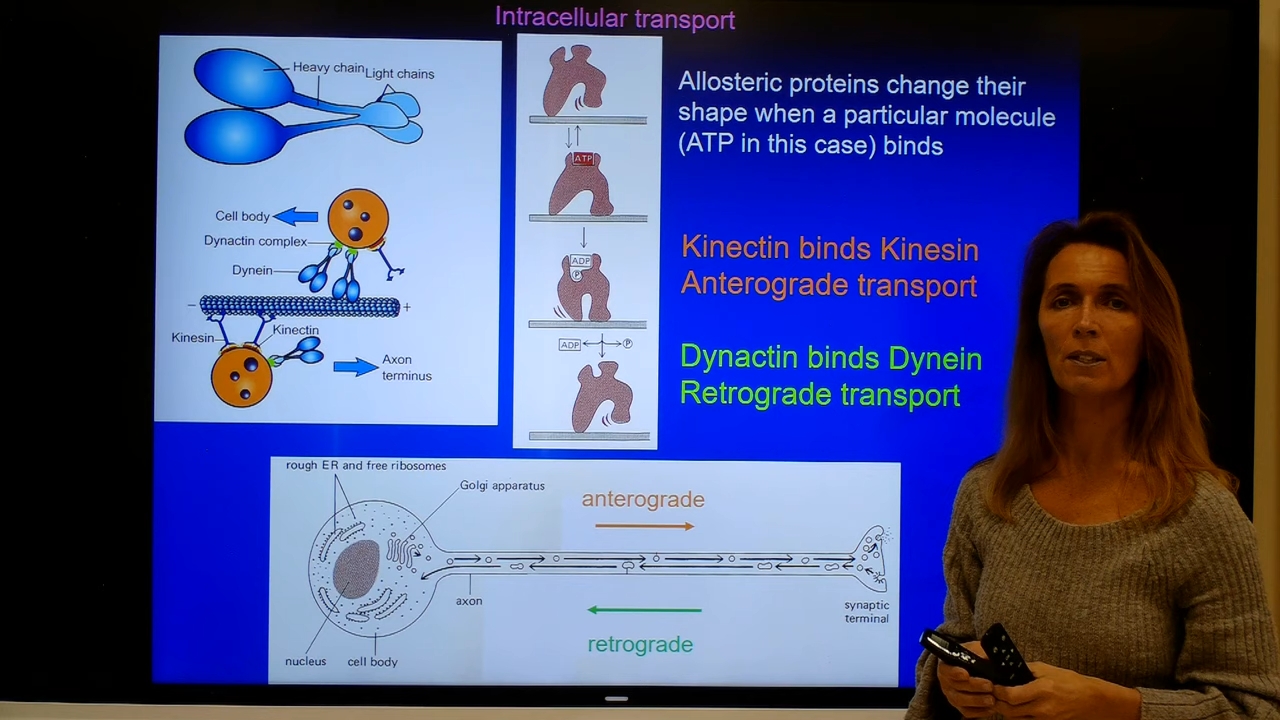 Intracellular transport
Heavy chain
Light chains
Cell body
Dynactin complex
Dynein
−
+
Kinesin
Kinectin
Axon
terminus
ATP
ADP
P
ADP
P
Allosteric proteins change their
shape when a particular molecule
(ATP in this case) binds
Kinectin binds Kinesin
Anterograde transport
Dynactin binds Dynein
Retrograde transport
rough ER and free ribosomes
Golgi apparatus
anterograde
axon
synaptic
terminal
retrograde
nucleus
cell body